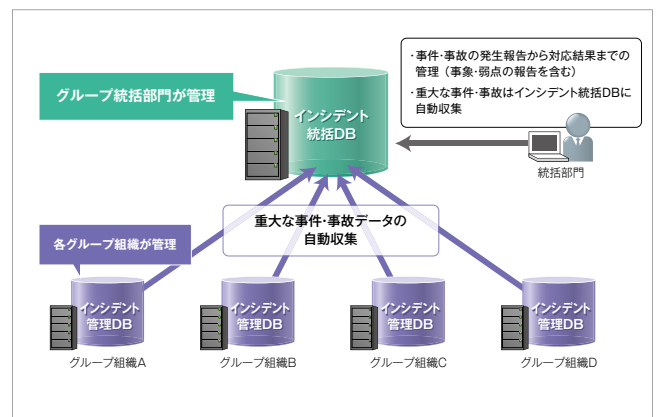 ・事件・事故の発生報告から対応結果までの
管理（事象・弱点の報告を含む）
・重大な事件・事故はインシデント統括DBに
自動収集
グループ統括部門が管理
インシデント
統括DB
統括部門
重大な事件・事故データの
自動収集
各グループ組織が管理
インシデント
管理DB
インシデント
管理DB
インシデント
管理DB
インシデント
管理DB
グループ組織A
グループ組織B
グループ組織C
グループ組織D